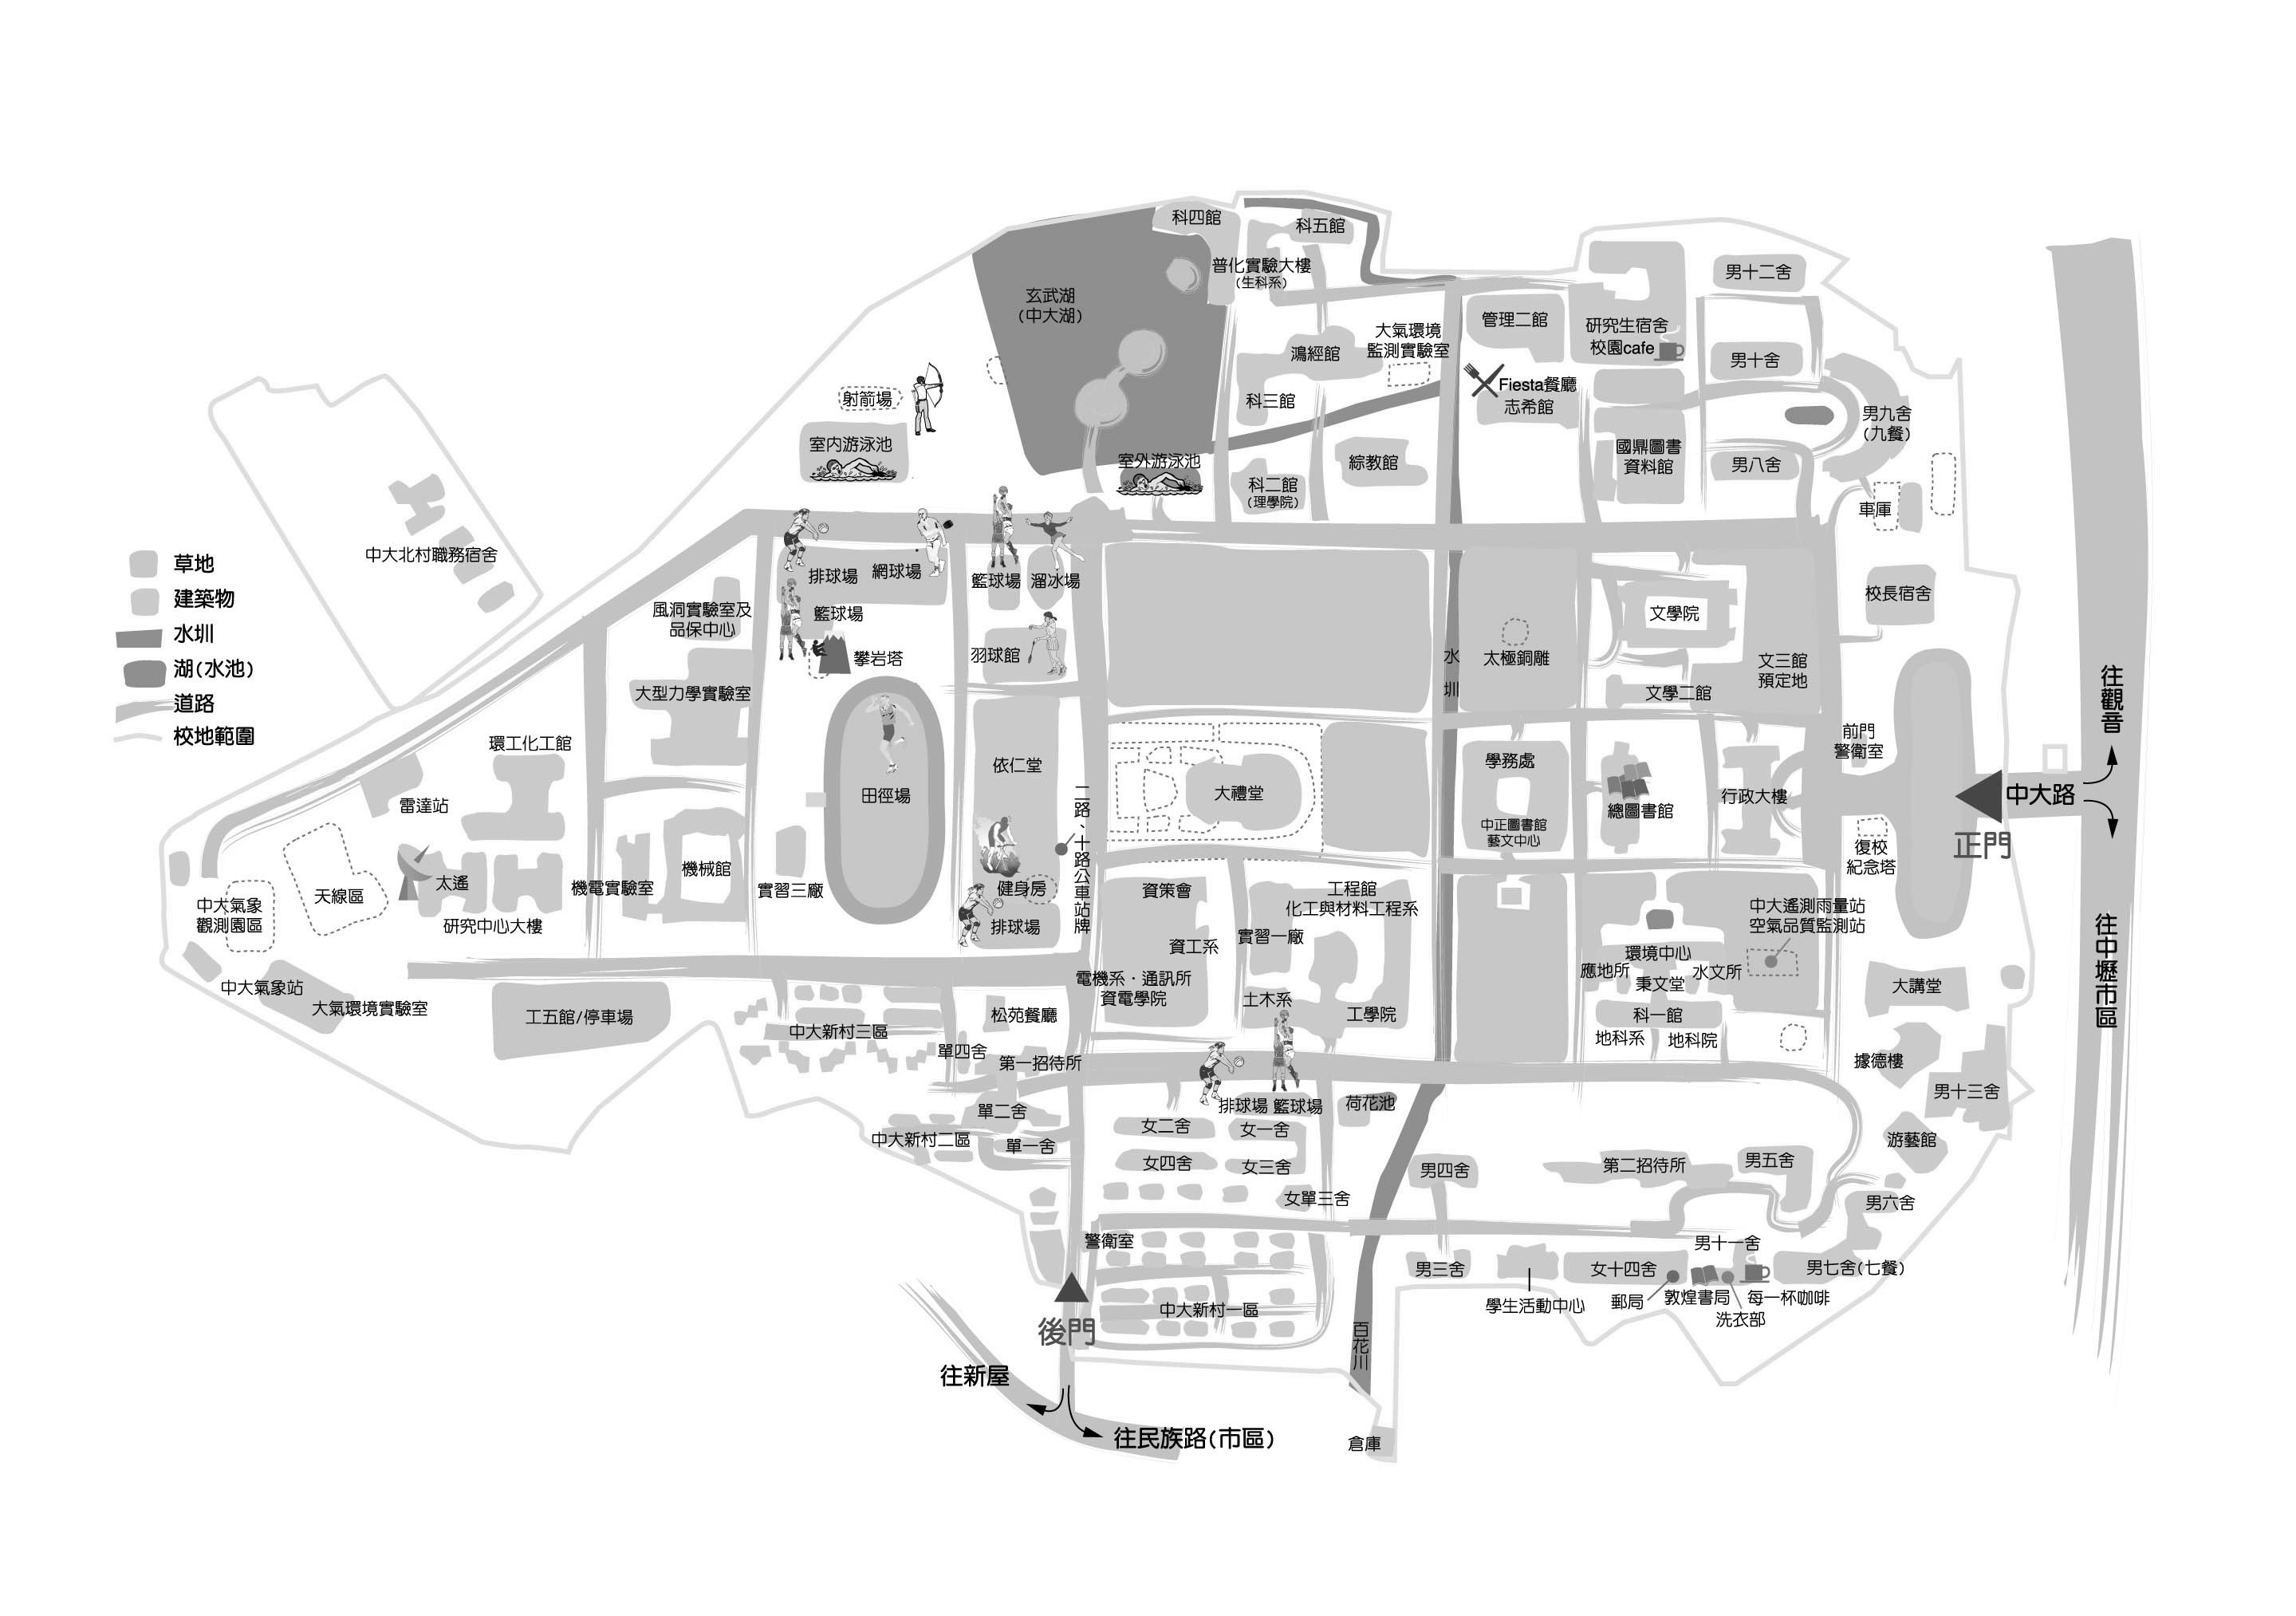 科四館
科五館
普化實驗大樓
(生科系)
玄武湖
(中大湖)
男十二舍
管理二館
研究生宿舍
校園cafe
大氣環境
監測實驗室
鴻經館
男十舍
射箭場
科三館
Fiesta餐廳
志希館
男九舍
(九餐)
室內游泳池
室外游泳池
綜教館
國鼎圖書
資料館
男八舍
科二館
(理學院)
車庫
中大北村職務宿舍
草地
建築物
水圳
湖(水池)
道路
校地範圍
排球場
網球場
籃球場
溜冰場
風洞實驗室及
品保中心
籃球場
攀岩塔
羽球館
水圳
太極銅雕
文學院
文三館
預定地
文學二館
校長宿舍
往觀音
大型力學實驗室
環工化工館
雷達站
田徑場
依仁堂
二路、十路公車站牌
大禮堂
學務處
中正圖書館
藝文中心
總圖書館
行政大樓
前門
警衛室
中大路
正門
復校
紀念塔
往中壢市區
中大氣象
觀測園區
天線區
太遙
研究中心大樓
機電實驗室
機械館
實習三廠
健身房
排球場
資策會
資工系
電機系·通訊所
資電學院
工程館
化工與材料工程系
實習一廠
土木系
工學院
中大遙測雨量站
空氣品質監測站
環境中心
應地所
水文所
秉文堂
科一館
地科系
地科院
大講堂
據德樓
男十三舍
游藝館
中大氣象站
大氣環境實驗室
工五館/停車場
中大新村三區
松苑餐廳
單四舍
第一招待所
單二舍
中大新村二區
單一舍
排球場
籃球場
荷花池
女二舍
女一舍
女四舍
女三舍
女單三舍
男四舍
第二招待所
男五舍
男六舍
警衛室
男三舍
女十四舍
男十一舍
男七舍(七餐)
學生活動中心
郵局
敦煌書局
每一杯咖啡
洗衣部
中大新村一區
後門
百花川
往新屋
往民族路(市區)
倉庫